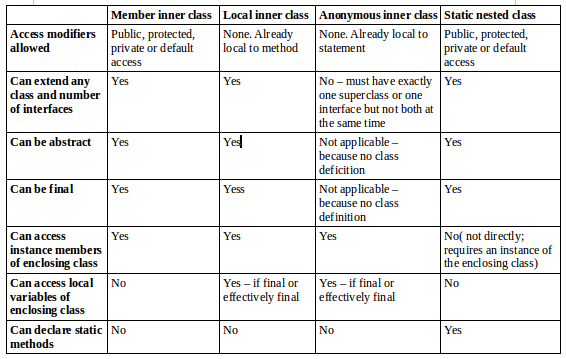 Member inner class Local inner class Anonymous inner class Static nested class
Access modifiers Public, protected, None. Already None. Already local to Public, protected,
allowed private or default local to method statement private or default
access access
Can extend any Yes Yes No – must have exactly Yes
class and number one superclass or one
of interfaces interface but not both at
the same time
Can be abstract Yes Yes Not applicable – Yes
because no class
deficition
Can be final Yes Yess Not applicable – Yes
because no class
definition
Can access Yes Yes Yes No( not directly;
instance members requires an instance of
of enclosing class the enclosing class)
Can access local No Yes – if final or Yes – if final or No
variables of effectively final effectively final
enclosing class
Can declare static No No No Yes
methods